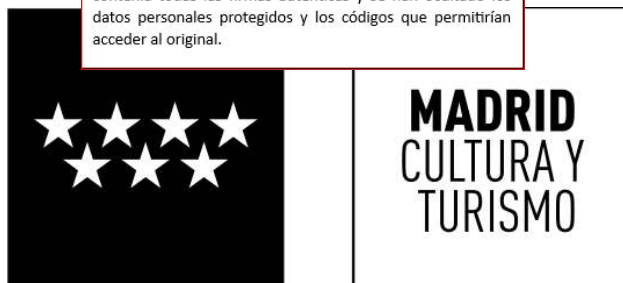 datos personales protegidos y los códigos que permitirían
acceder al original.
MADRID
CULTURA Y
TURISMO